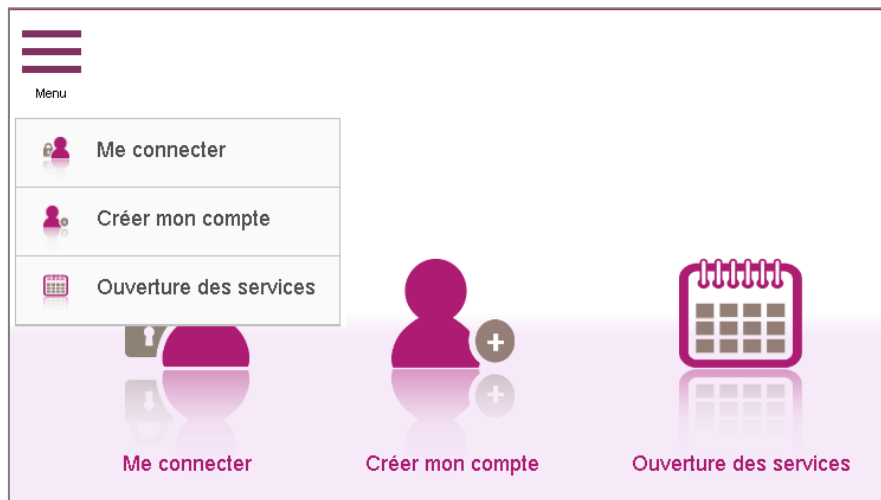 Menu
Me connecter
Créer mon compte
Ouverture des services
Me connecter
Créer mon compte
Ouverture des services